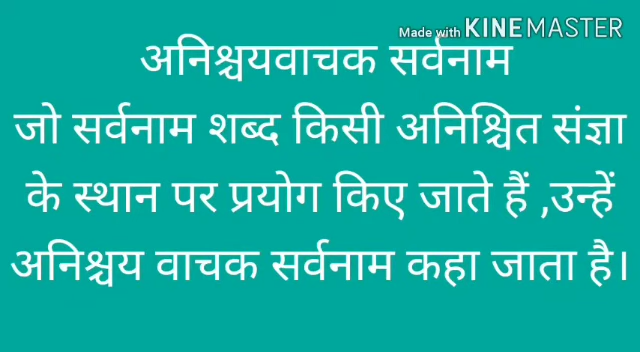 Made with KINEMASTER
अनिश्चयवाचक सर्वनाम
जो सर्वनाम शब्द किसी अनिश्चित संज्ञा
के स्थान पर प्रयोग किए जाते हैं ,उन्हें
अनिश्चय वाचक सर्वनाम कहा जाता है।